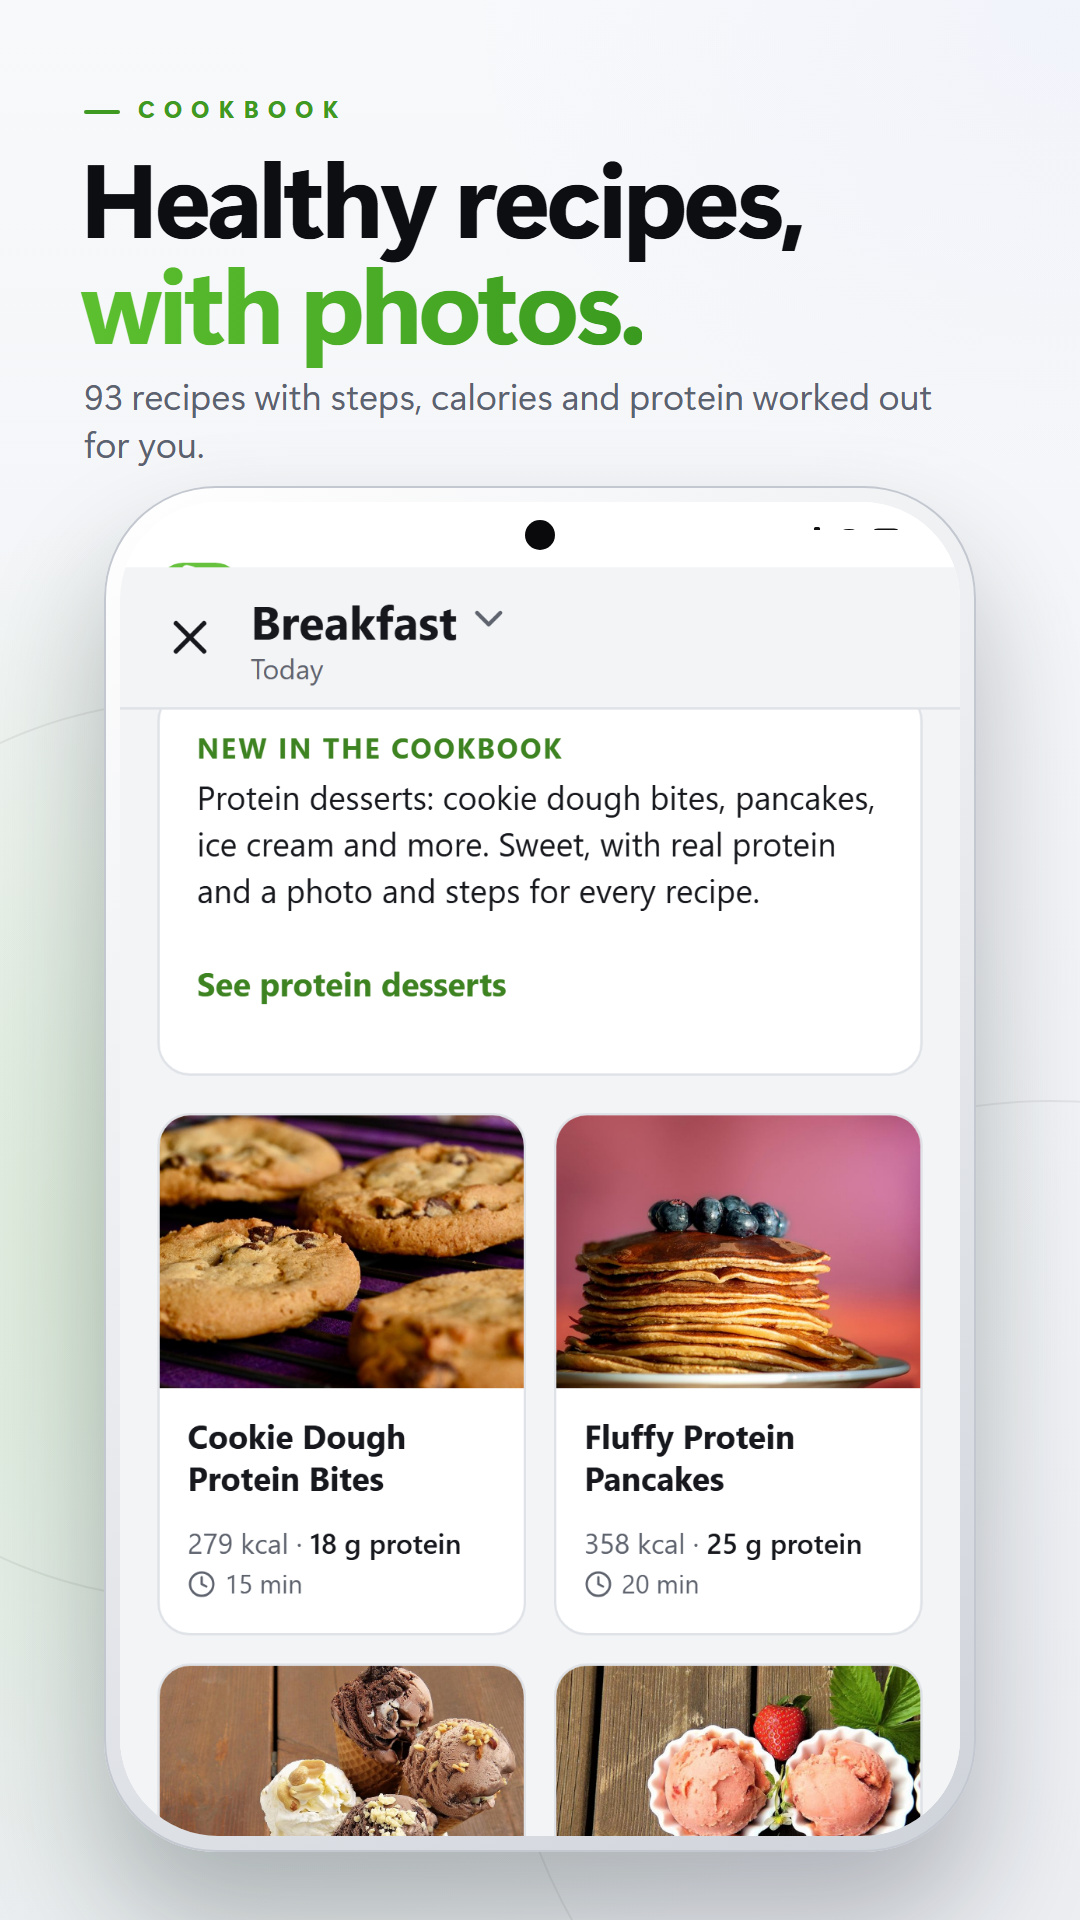 COOKBOOK
Healthy recipes,
with photos.
93 recipes with steps, calories and protein worked out
for you.
Breakfast
Today
NEW IN THE COOKBOOK
Protein desserts: cookie dough bites, pancakes,
ice cream and more. Sweet, with real protein
and a photo and steps for every recipe.
See protein desserts
Cookie Dough
Protein Bites
279 kcal · 18 g protein
15 min
Fluffy Protein
Pancakes
358 kcal · 25 g protein
20 min